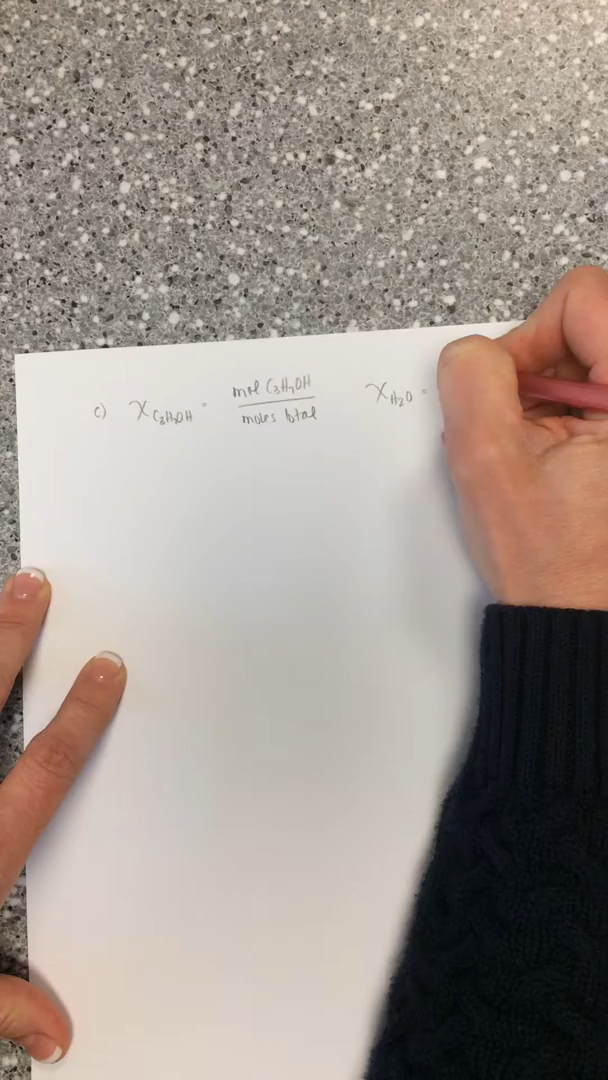 c) χ C₃H₇OH = mol C₃H₇OH / moles total χ H₂O =